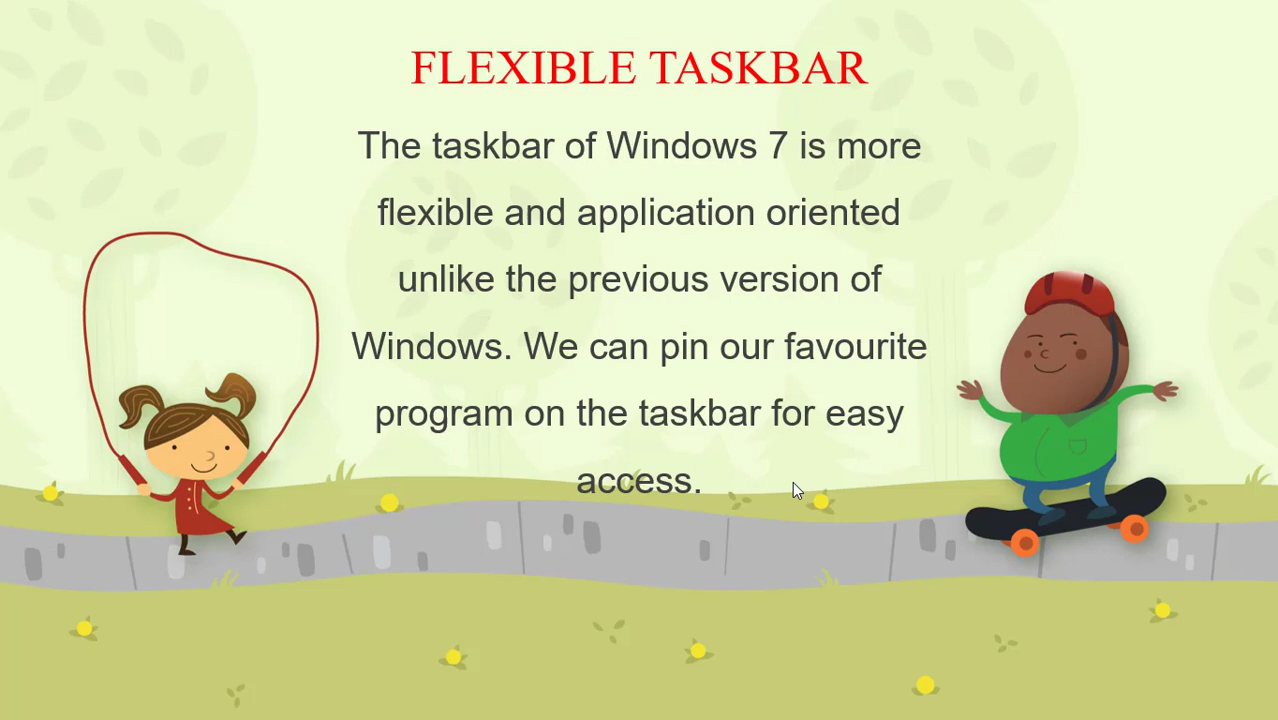 FLEXIBLE TASKBAR
The taskbar of Windows 7 is more
flexible and application oriented
unlike the previous version of
Windows. We can pin our favourite
program on the taskbar for easy
access.